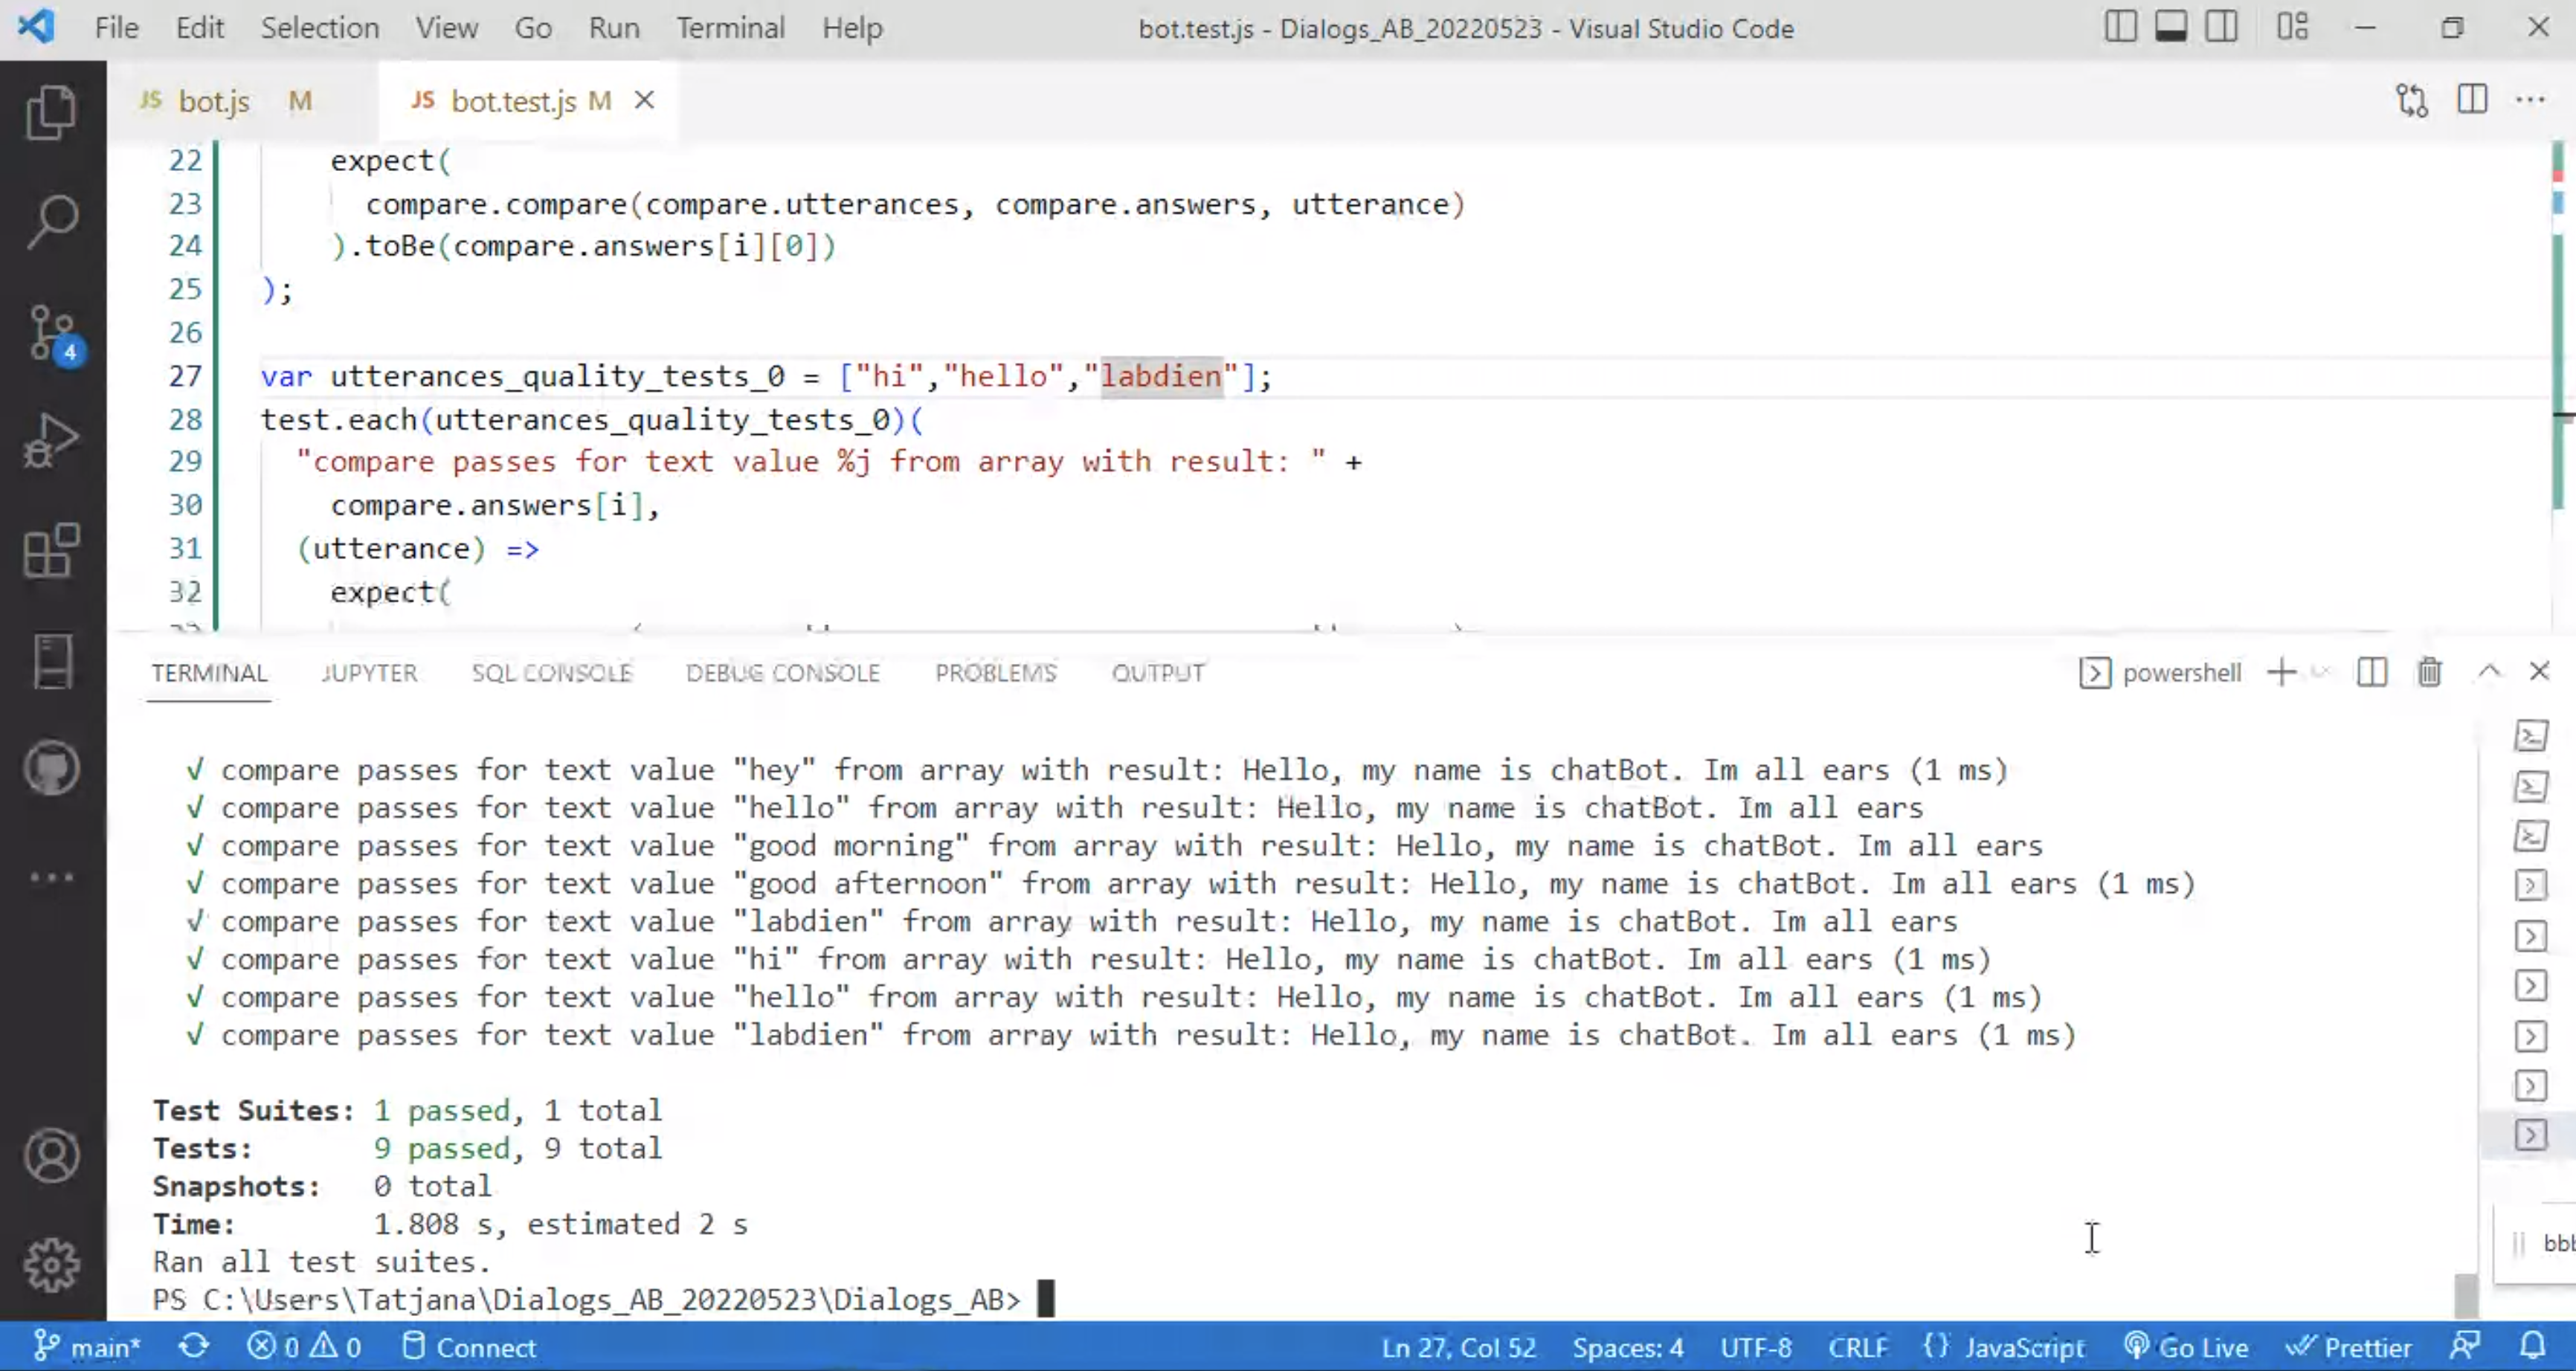 File Edit Selection View Go Run Terminal Help bot.test.js - Dialogs_AB_20220523 - Visual Studio Code
JS bot.js M JS bot.test.js M
22 expect(
23 compare.compare(compare.utterances, compare.answers, utterance)
24 ).toBe(compare.answers[i][0])
25 );
26
27 var utterances_quality_tests_0 = ["hi","hello","labdien"];
28 test.each(utterances_quality_tests_0)(
29 "compare passes for text value %j from array with result: " +
30 compare.answers[i],
31 (utterance) =>
32 expect(
4
TERMINAL JUPYTER SQL CONSOLE DEBUG CONSOLE PROBLEMS OUTPUT powershell
√ compare passes for text value "hey" from array with result: Hello, my name is chatBot. Im all ears (1 ms)
√ compare passes for text value "hello" from array with result: Hello, my name is chatBot. Im all ears
√ compare passes for text value "good morning" from array with result: Hello, my name is chatBot. Im all ears
√ compare passes for text value "good afternoon" from array with result: Hello, my name is chatBot. Im all ears (1 ms)
√ compare passes for text value "labdien" from array with result: Hello, my name is chatBot. Im all ears
√ compare passes for text value "hi" from array with result: Hello, my name is chatBot. Im all ears (1 ms)
√ compare passes for text value "hello" from array with result: Hello, my name is chatBot. Im all ears (1 ms)
√ compare passes for text value "labdien" from array with result: Hello, my name is chatBot. Im all ears (1 ms)
Test Suites: 1 passed, 1 total
Tests: 9 passed, 9 total
Snapshots: 0 total
Time: 1.808 s, estimated 2 s
Ran all test suites.
PS C:\Users\Tatjana\Dialogs_AB_20220523\Dialogs_AB>
main* 0 0 Connect Ln 27, Col 52 Spaces: 4 UTF-8 CRLF {} JavaScript Go Live Prettier